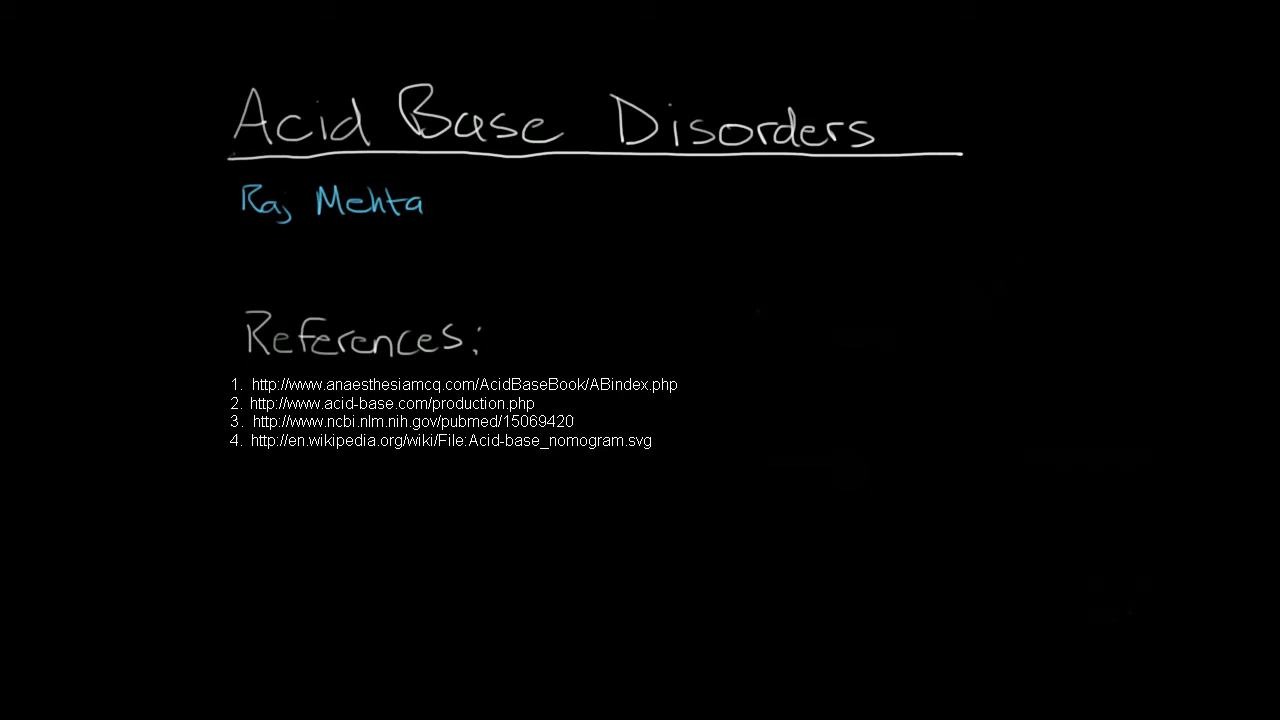 Acid Base Disorders
Raj Mehta
References:
1. http://www.anaesthesiamcq.com/AcidBaseBook/ABindex.php
2. http://www.acid-base.com/production.php
3. http://www.ncbi.nlm.nih.gov/pubmed/15069420
4. http://en.wikipedia.org/wiki/File:Acid-base_nomogram.svg